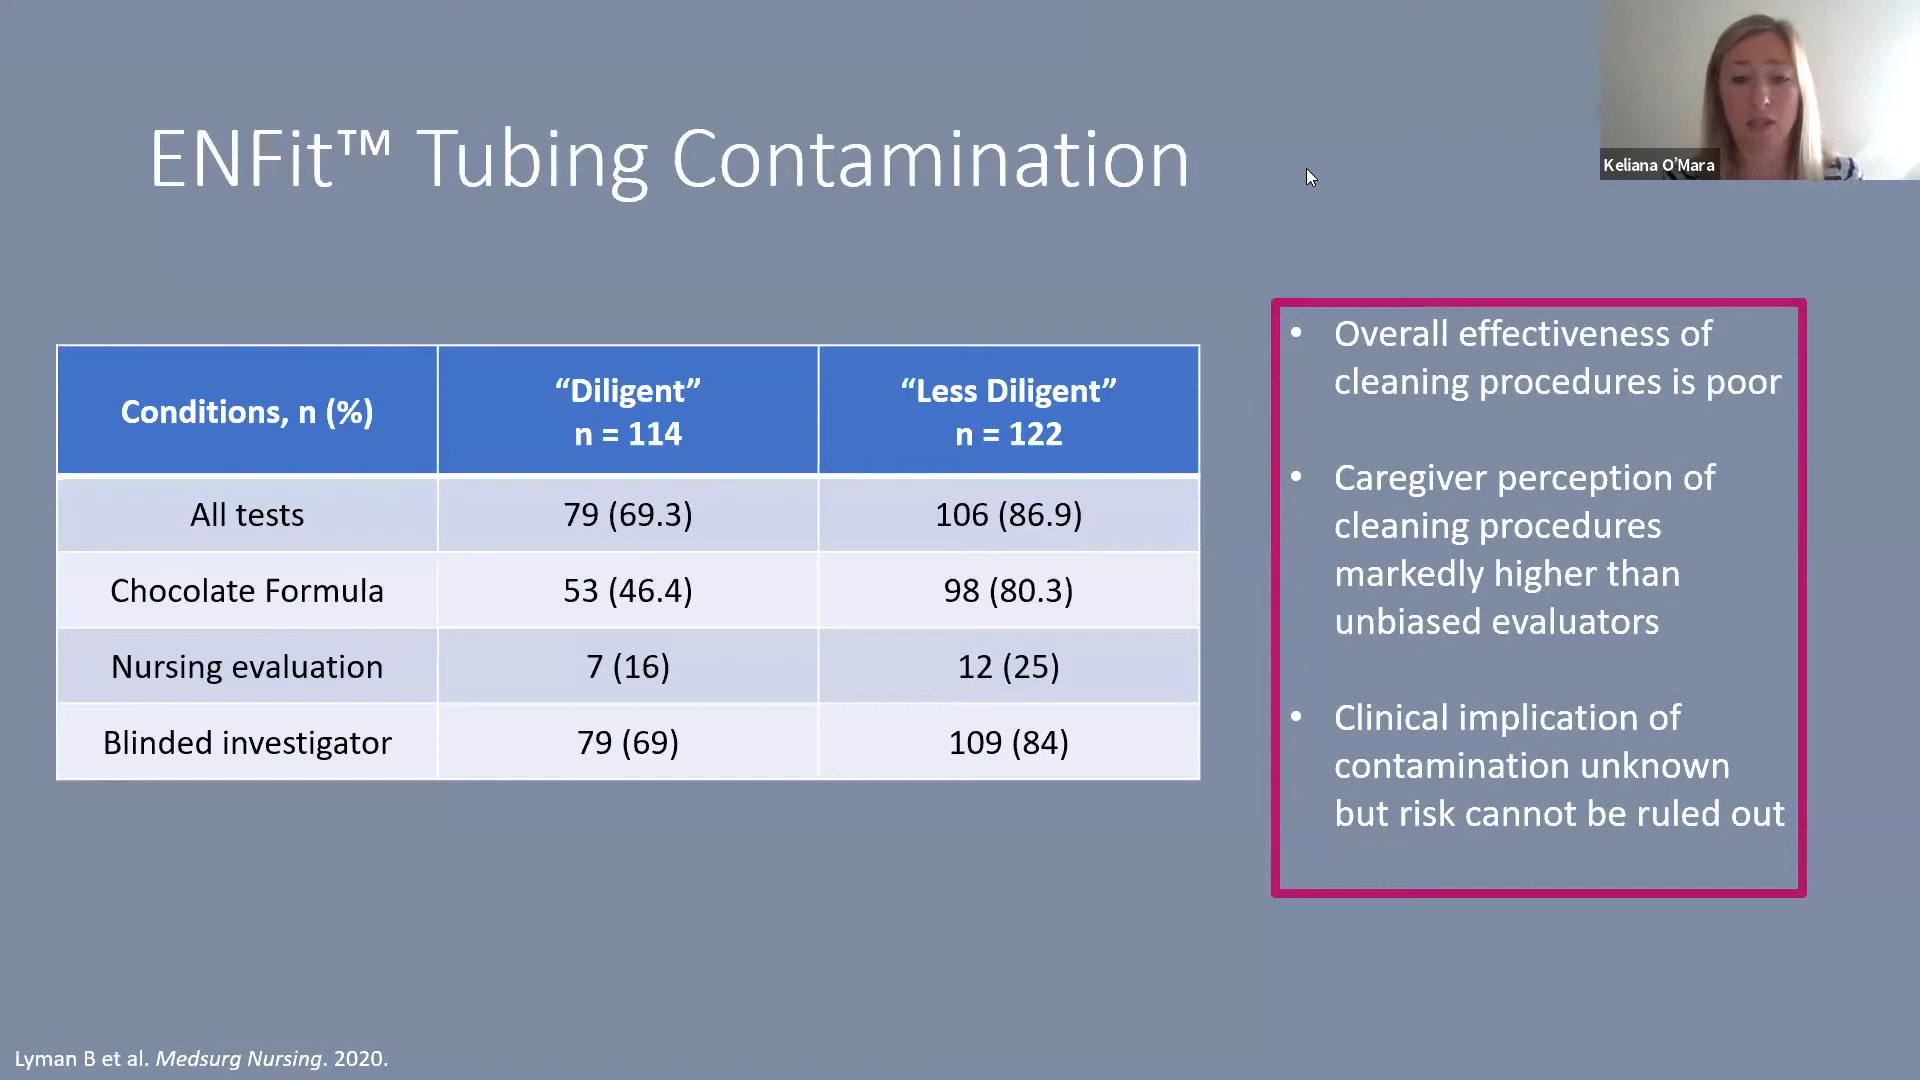 Keliana O’Mara
ENFit™ Tubing Contamination
Conditions, n (%)
“Diligent”
n = 114
“Less Diligent”
n = 122
All tests
79 (69.3)
106 (86.9)
Chocolate Formula
53 (46.4)
98 (80.3)
Nursing evaluation
7 (16)
12 (25)
Blinded investigator
79 (69)
109 (84)
• Overall effectiveness of
cleaning procedures is poor
• Caregiver perception of
cleaning procedures
markedly higher than
unbiased evaluators
• Clinical implication of
contamination unknown
but risk cannot be ruled out
Lyman B et al. Medsurg Nursing. 2020.